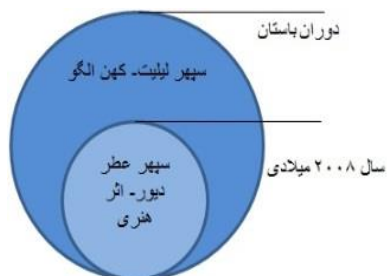 دوران باستان
سپهر لیلیت- کهن الگو
سال ۲۰۰۸ میلادی
سپهر عطر
دیور- اثر
هنری